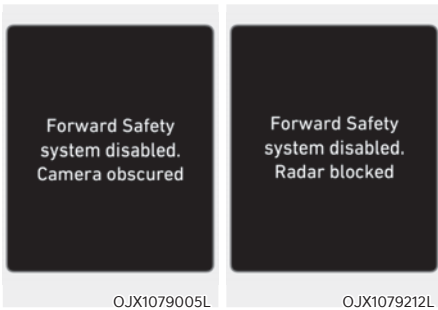 Forward Safety
system disabled.
Camera obscured
OJX1079005L
Forward Safety
system disabled.
Radar blocked
OJX1079212L